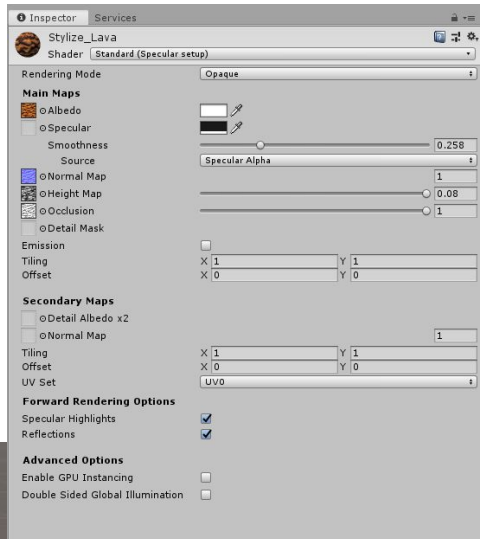 Inspector Services
Stylize_Lava
Shader Standard (Specular setup)
Rendering Mode Opaque
Main Maps
Albedo
Specular
Smoothness 0.258
Source Specular Alpha
Normal Map 1
Height Map 0.08
Occlusion 1
Detail Mask
Emission
Tiling X 1 Y 1
Offset X 0 Y 0
Secondary Maps
Detail Albedo x2
Normal Map 1
Tiling X 1 Y 1
Offset X 0 Y 0
UV Set UV0
Forward Rendering Options
Specular Highlights
Reflections
Advanced Options
Enable GPU Instancing
Double Sided Global Illumination